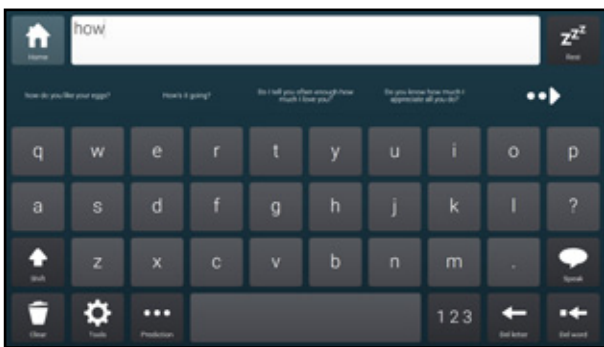 Home
how
zzz
Rest
how do you like your eggs?
How's it going?
Do I tell you often enough how
much I love you?
Do you know how much I
appreciate all you do?
q w e r t y u i o p
a s d f g h j k l ?
Shift z x c v b n m . Speak
Clear Tools Prediction 123 Del letter Del word